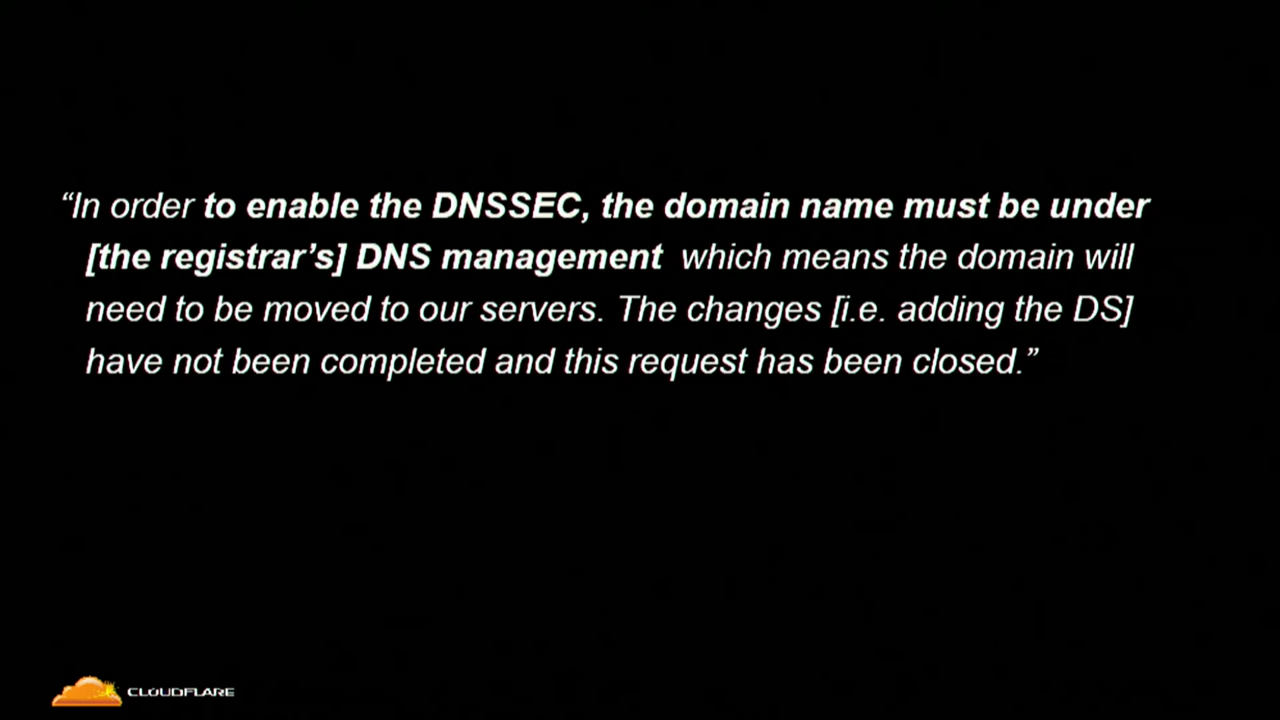 “In order to enable the DNSSEC, the domain name must be under
[the registrar’s] DNS management which means the domain will
need to be moved to our servers. The changes [i.e. adding the DS]
have not been completed and this request has been closed.”
CLOUDFLARE